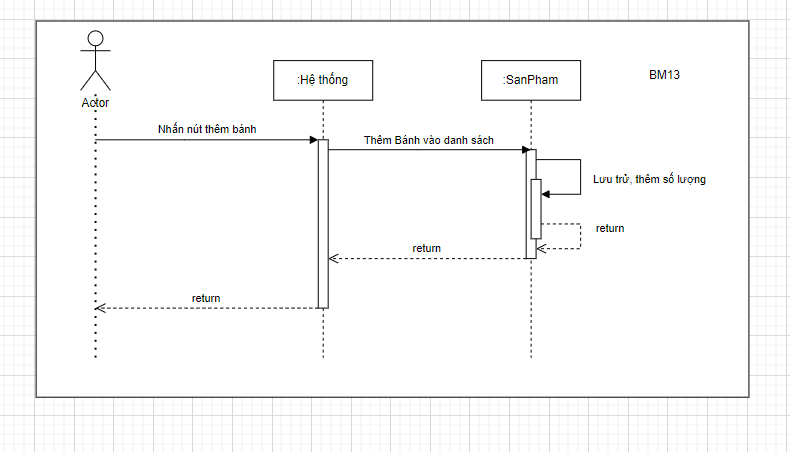 :Hệ thống
:SanPham
BM13
Actor
Nhấn nút thêm bánh
Thêm Bánh vào danh sách
Lưu trử, thêm số lượng
return
return
return